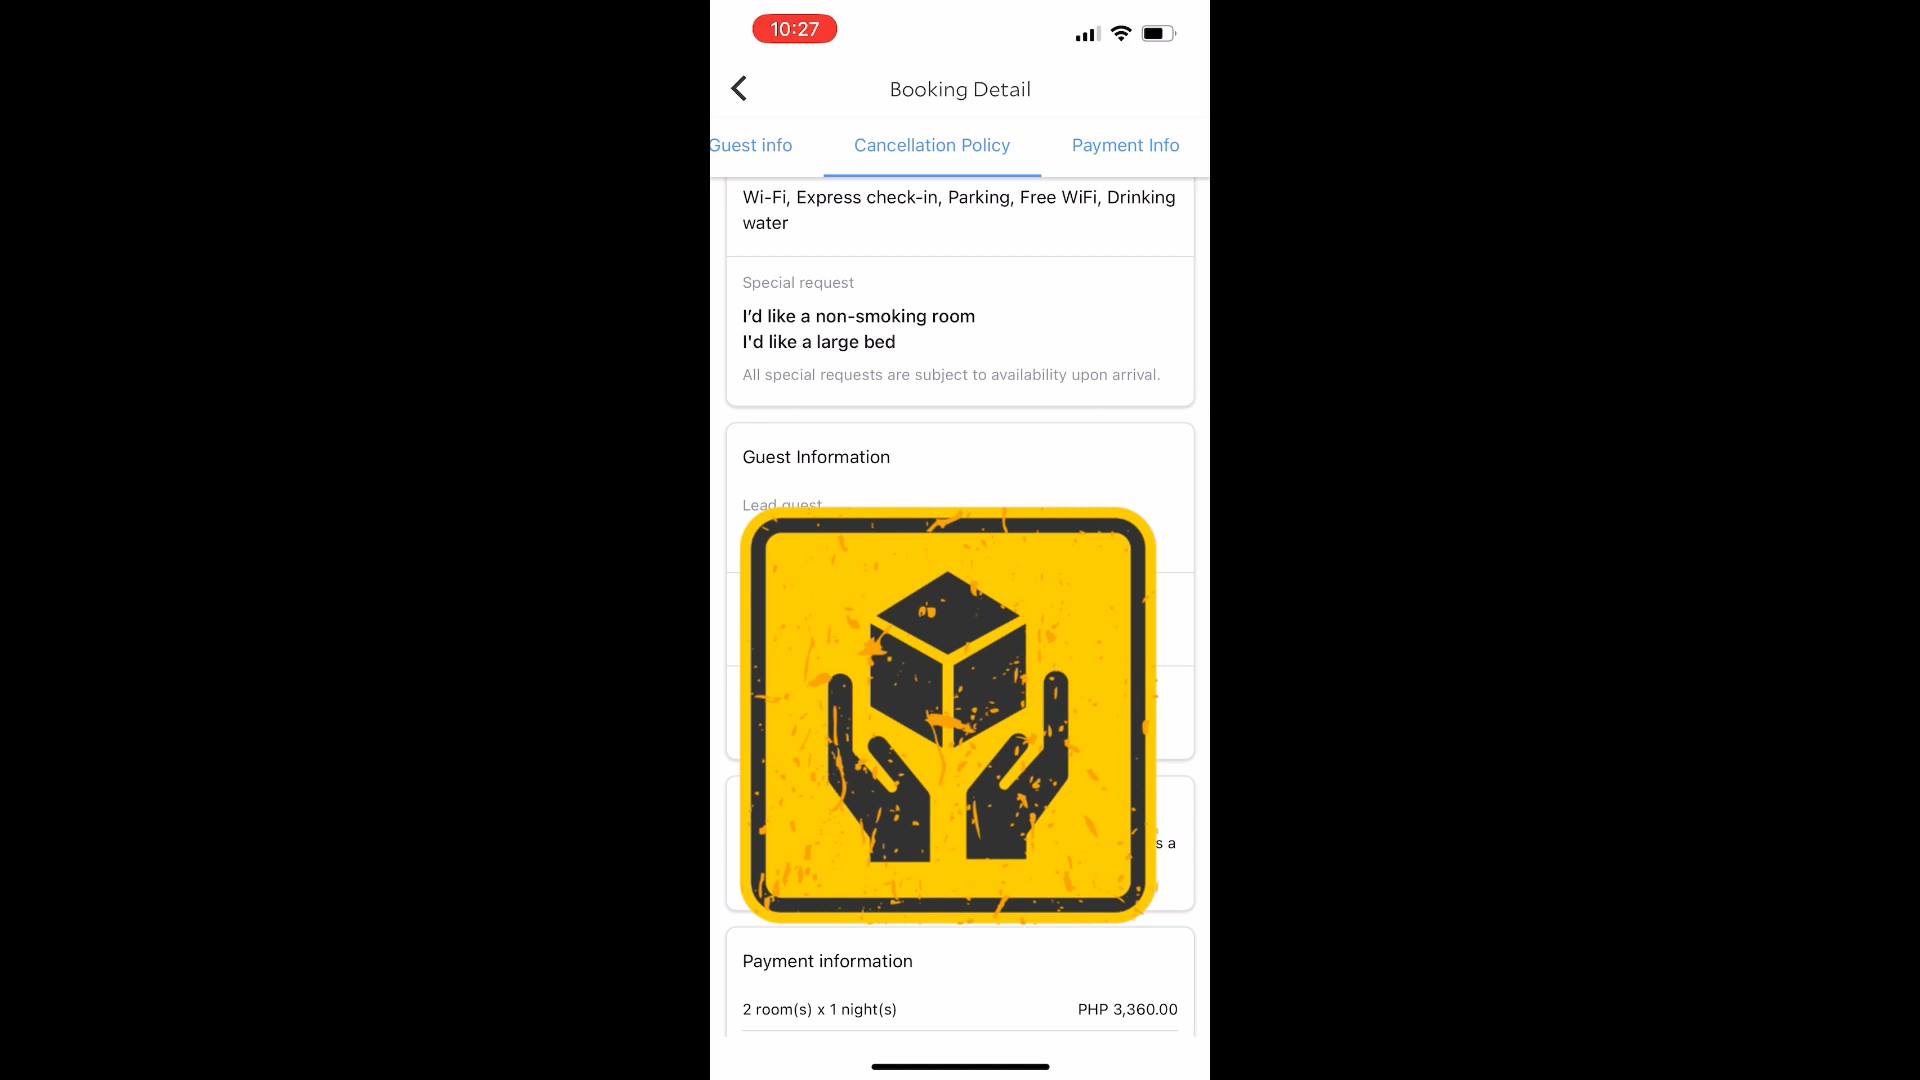 10:27
Booking Detail
Guest info
Cancellation Policy
Payment Info
Wi-Fi, Express check-in, Parking, Free WiFi, Drinking
water
Special request
I’d like a non-smoking room
I'd like a large bed
All special requests are subject to availability upon arrival.
Guest Information
Lead guest
s a
Payment information
2 room(s) x 1 night(s)
PHP 3,360.00